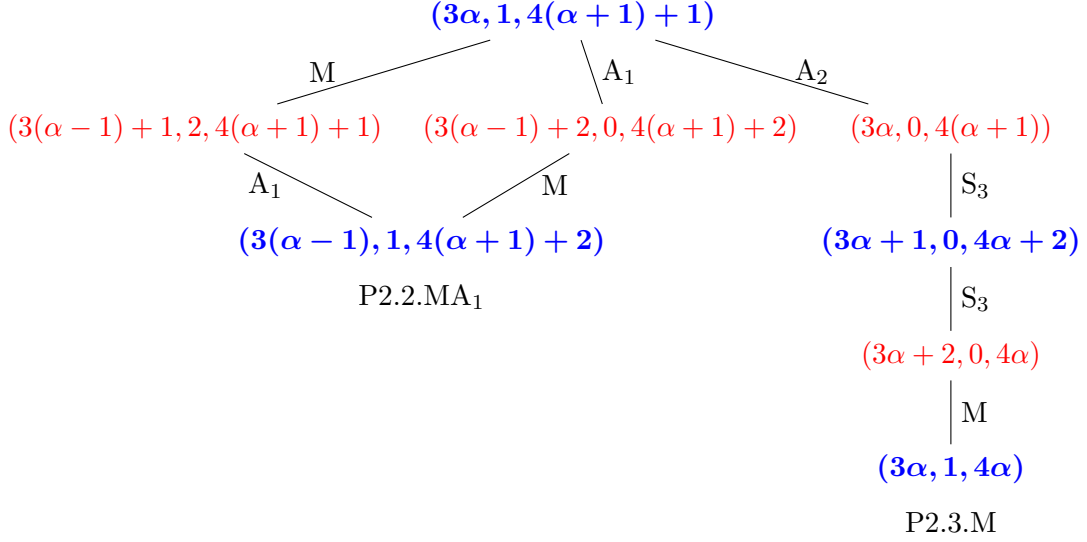 (3α, 1, 4(α + 1) + 1)
M A₁ A₂
(3(α − 1) + 1, 2, 4(α + 1) + 1) (3(α − 1) + 2, 0, 4(α + 1) + 2) (3α, 0, 4(α + 1))
A₁ M S₃
(3(α − 1), 1, 4(α + 1) + 2) (3α + 1, 0, 4α + 2)
P2.2.MA₁ S₃
(3α + 2, 0, 4α)
M
(3α, 1, 4α)
P2.3.M